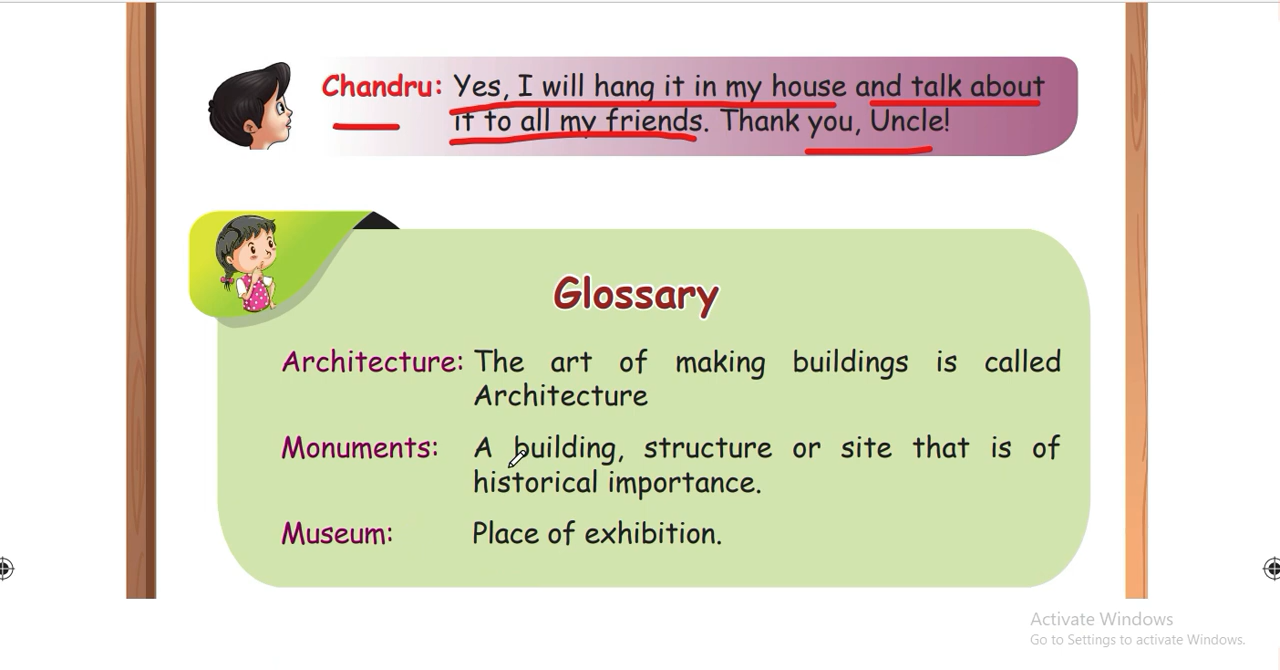 Chandru: Yes, I will hang it in my house and talk about
it to all my friends. Thank you, Uncle!
Glossary
Architecture: The art of making buildings is called
Architecture
Monuments: A building, structure or site that is of
historical importance.
Museum: Place of exhibition.
Activate Windows
Go to Settings to activate Windows.